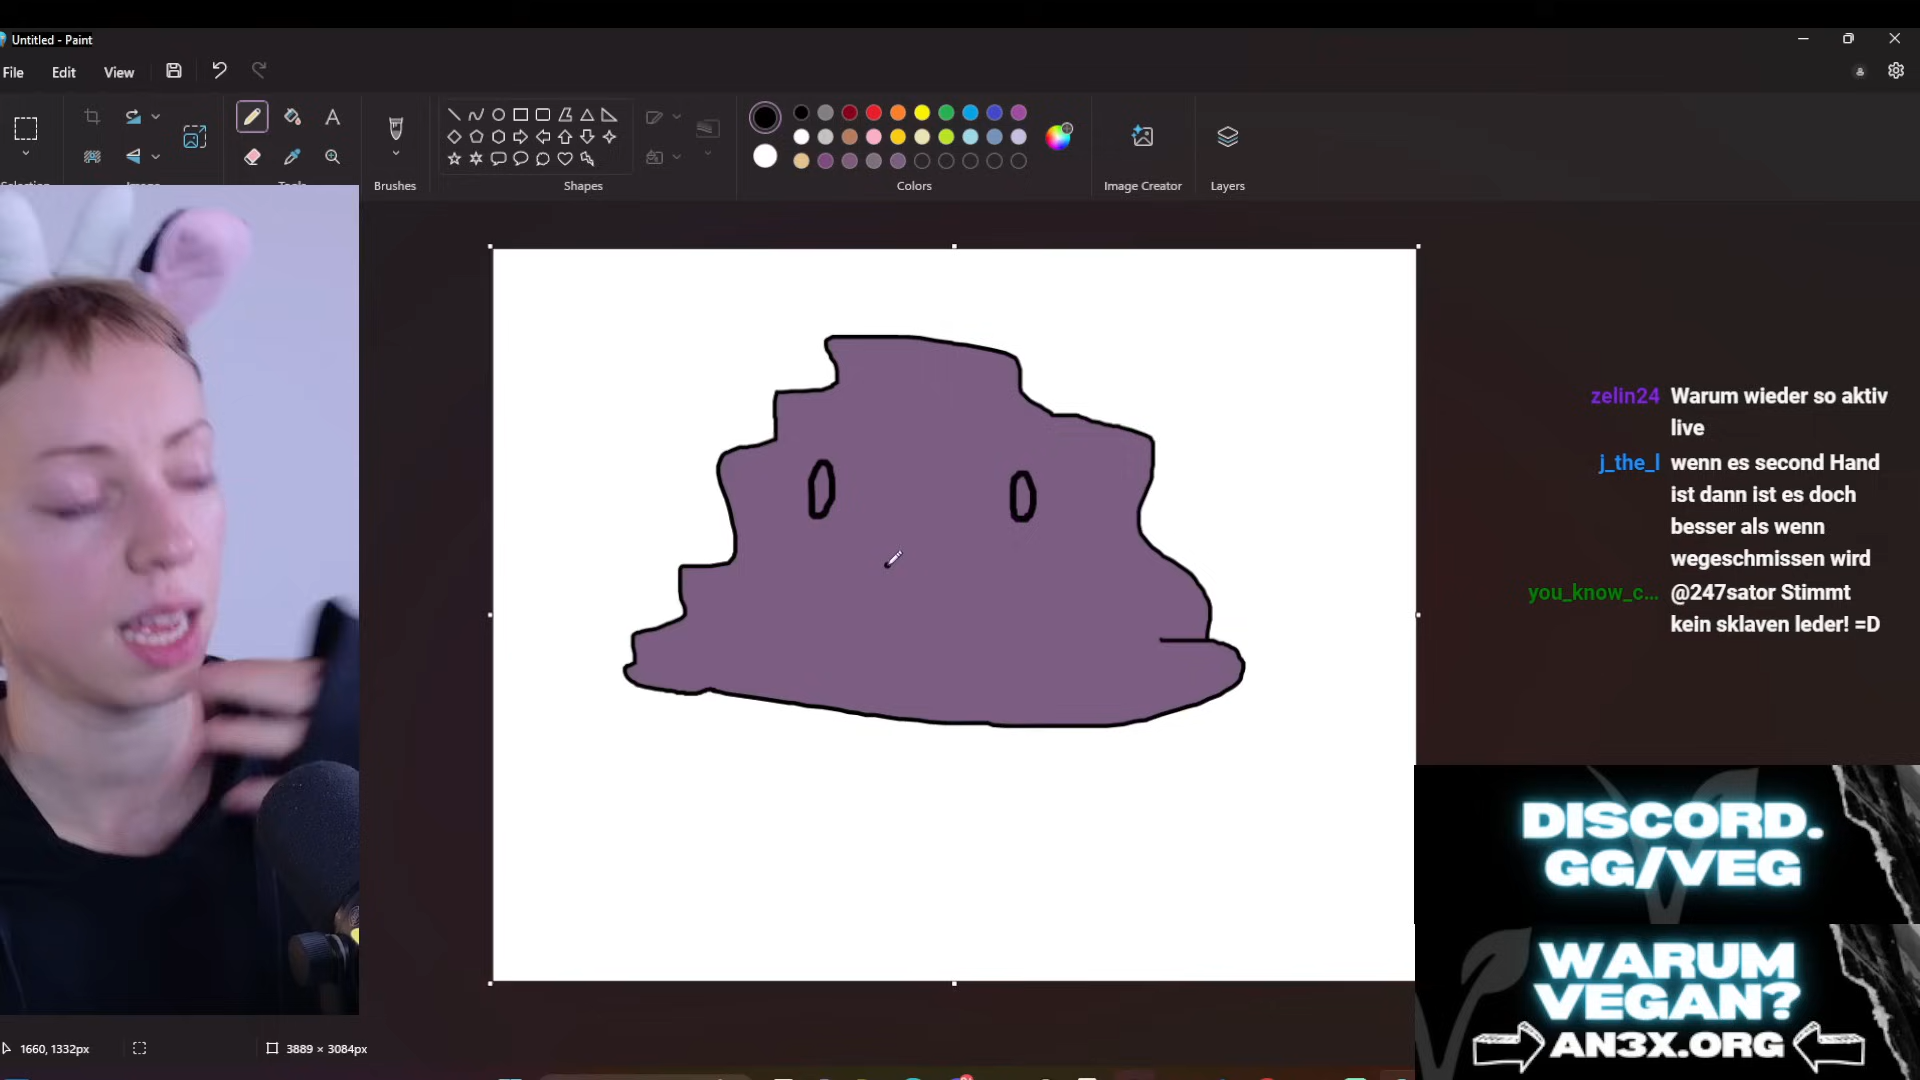 Untitled - Paint
File Edit View
Brushes
Shapes
Colors
Image Creator
Layers
zelin24 Warum wieder so aktiv
live
j_the_l wenn es second Hand
ist dann ist es doch
besser als wenn
wegeschmissen wird
you_know_c... @247sator Stimmt
kein sklaven leder! =D
DISCORD.
GG/VEG
WARUM
VEGAN?
AN3X.ORG
1660, 1332px
3889 × 3084px